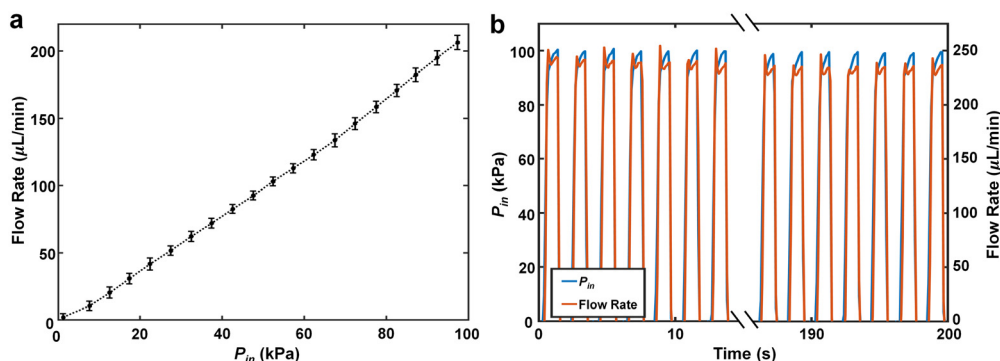 a
Flow Rate (μL/min)
200
150
100
50
0
0 20 40 60 80 100
P_in (kPa)
b
P_in (kPa)
100
80
60
40
20
0
P_in
Flow Rate
0 10 190 200
Time (s)
250
200
150
100
50
0
Flow Rate (μL/min)